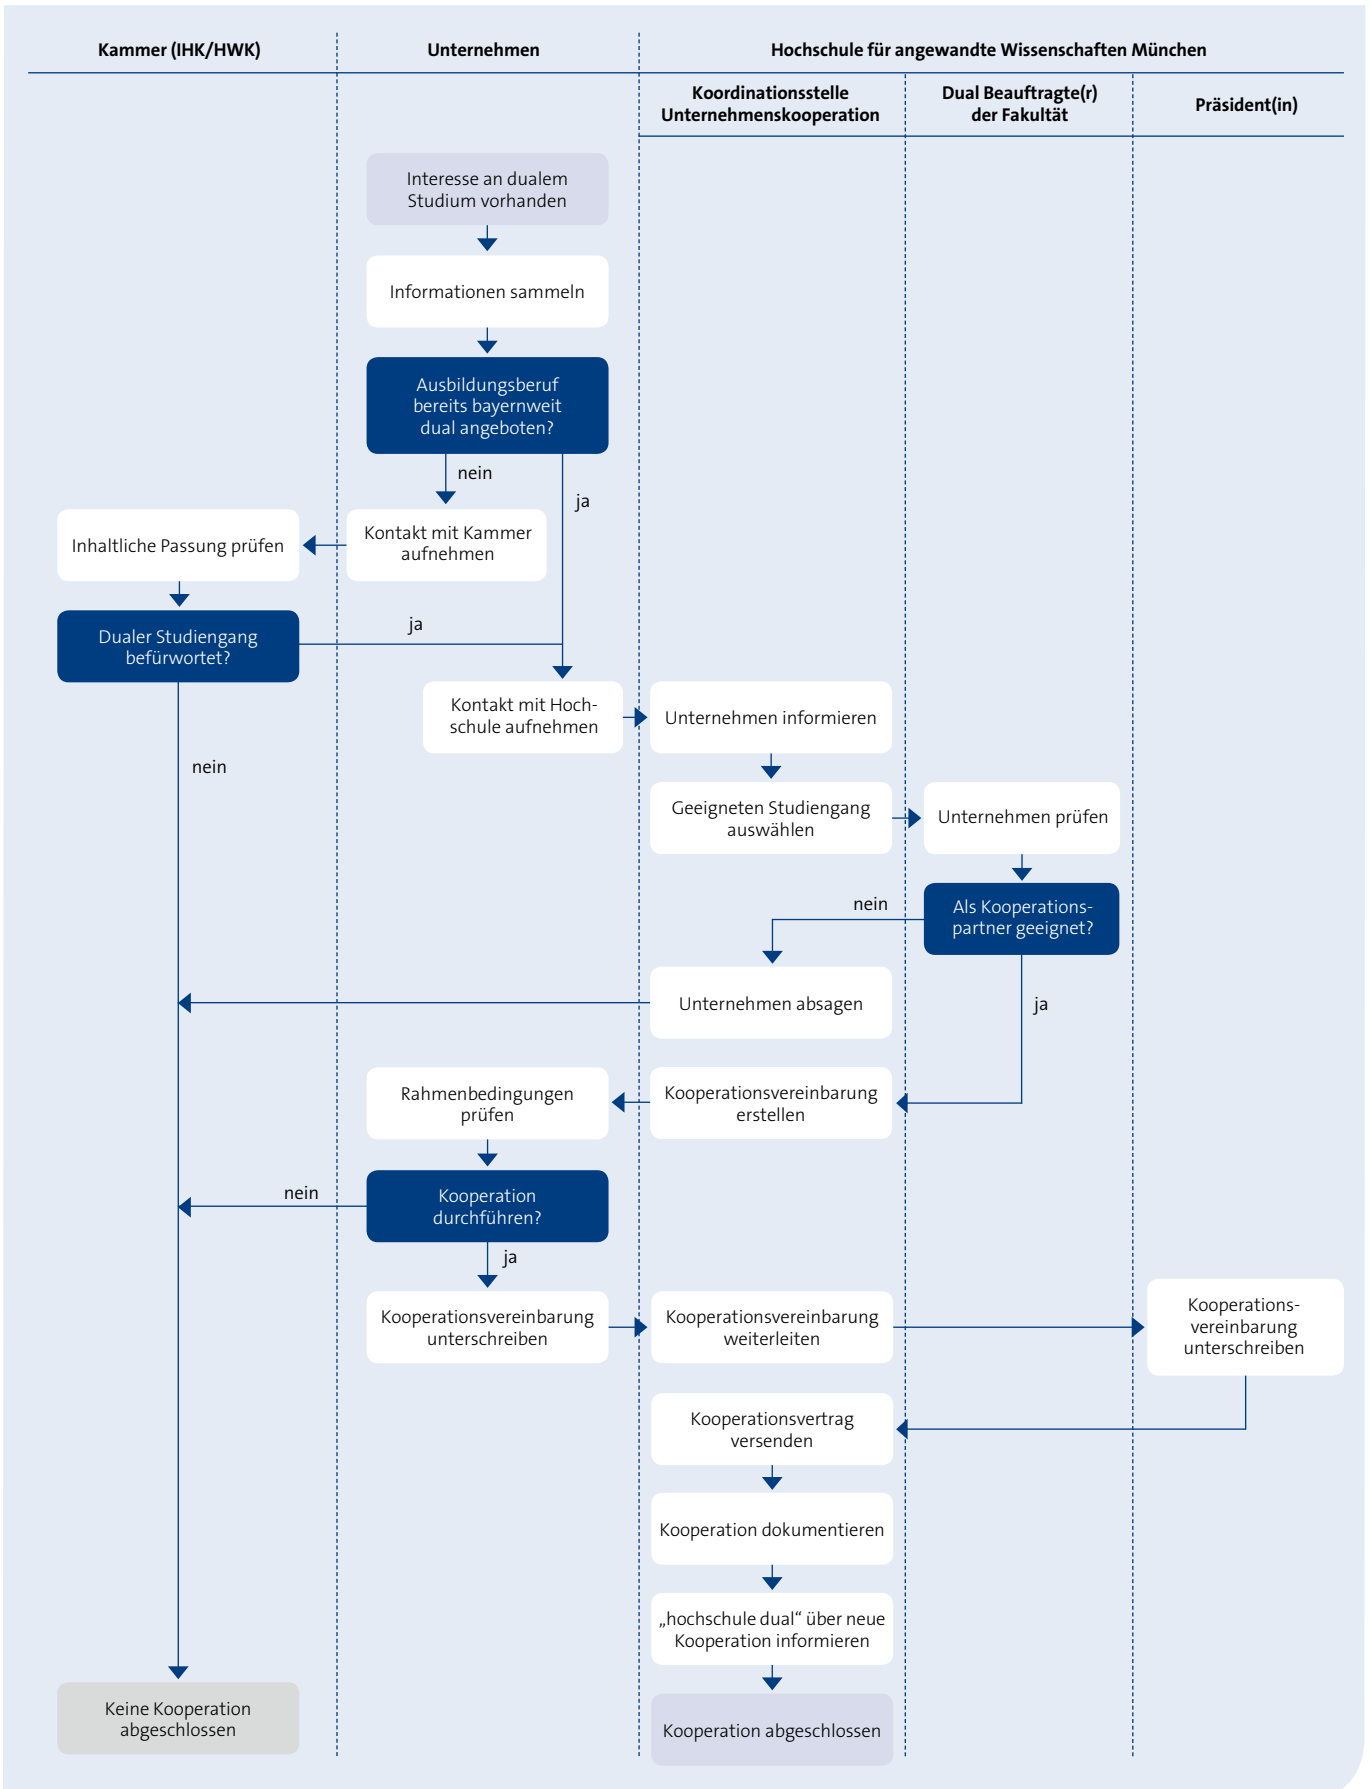 Kammer (IHK/HWK)
Unternehmen
Hochschule für angewandte Wissenschaften München
Koordinationsstelle
Unternehmenskooperation
Dual Beauftragte(r)
der Fakultät
Präsident(in)
Interesse an dualem
Studium vorhanden
Informationen sammeln
Ausbildungsberuf
bereits bayernweit
dual angeboten?
nein
ja
Kontakt mit Kammer
aufnehmen
Inhaltliche Passung prüfen
Dualer Studiengang
befürwortet?
ja
nein
Kontakt mit Hoch-
schule aufnehmen
Unternehmen informieren
Geeigneten Studiengang
auswählen
Unternehmen prüfen
Als Kooperations-
partner geeignet?
nein
ja
Unternehmen absagen
Kooperationsvereinbarung
erstellen
Rahmenbedingungen
prüfen
Kooperation
durchführen?
nein
ja
Kooperationsvereinbarung
unterschreiben
Kooperationsvereinbarung
weiterleiten
Kooperations-
vereinbarung
unterschreiben
Kooperationsvertrag
versenden
Kooperation dokumentieren
„hochschule dual“ über neue
Kooperation informieren
Keine Kooperation
abgeschlossen
Kooperation abgeschlossen